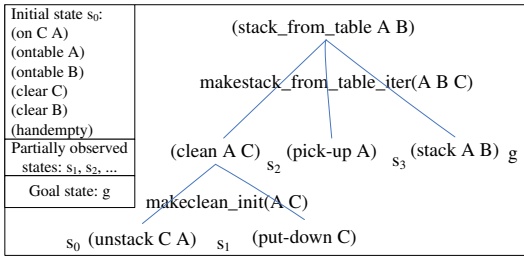 Initial state s0:
(on C A)
(ontable A)
(ontable B)
(clear C)
(clear B)
(handempty)
Partially observed
states: s1, s2, ...
Goal state: g
(stack_from_table A B)
makestack_from_table_iter(A B C)
(clean A C) s2 (pick-up A) s3 (stack A B) g
makeclean_init(A C)
s0 (unstack C A) s1 (put-down C)